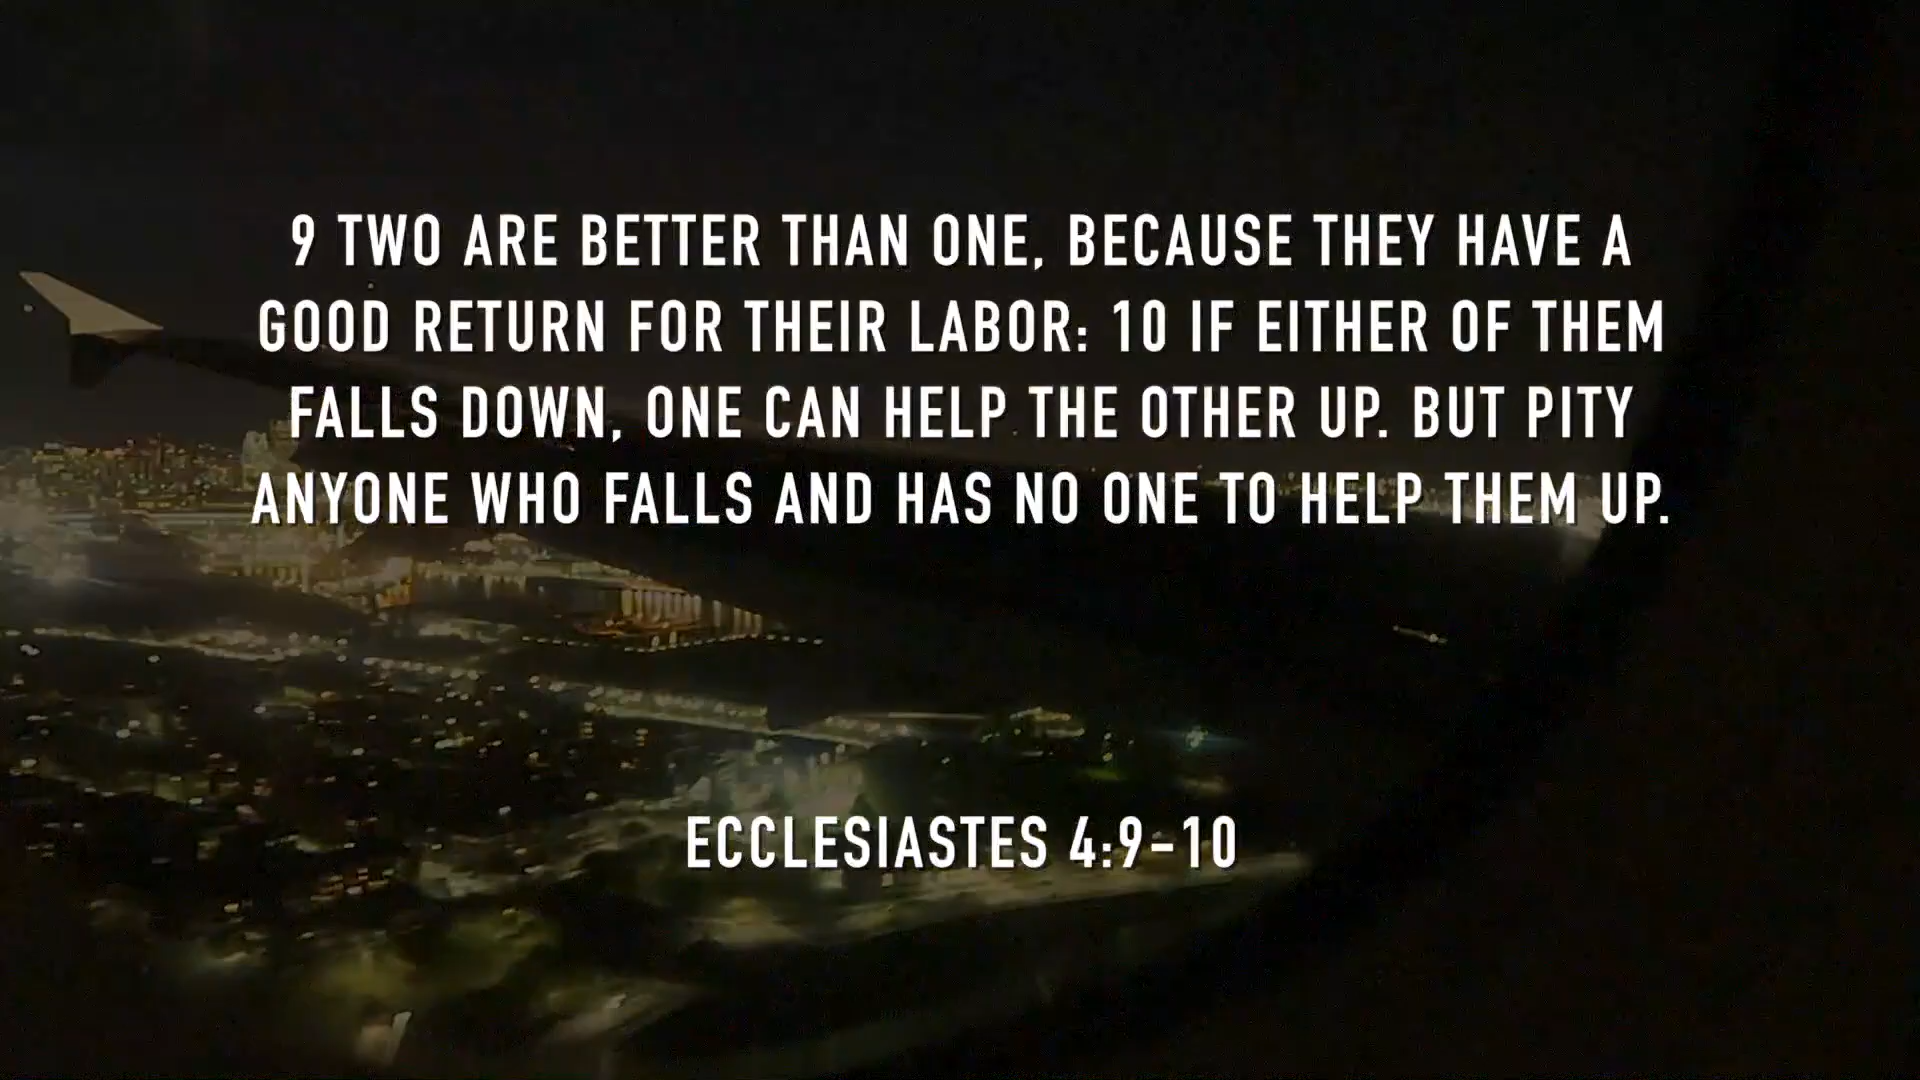 9 TWO ARE BETTER THAN ONE, BECAUSE THEY HAVE A
GOOD RETURN FOR THEIR LABOR: 10 IF EITHER OF THEM
FALLS DOWN, ONE CAN HELP THE OTHER UP. BUT PITY
ANYONE WHO FALLS AND HAS NO ONE TO HELP THEM UP.
ECCLESIASTES 4:9-10